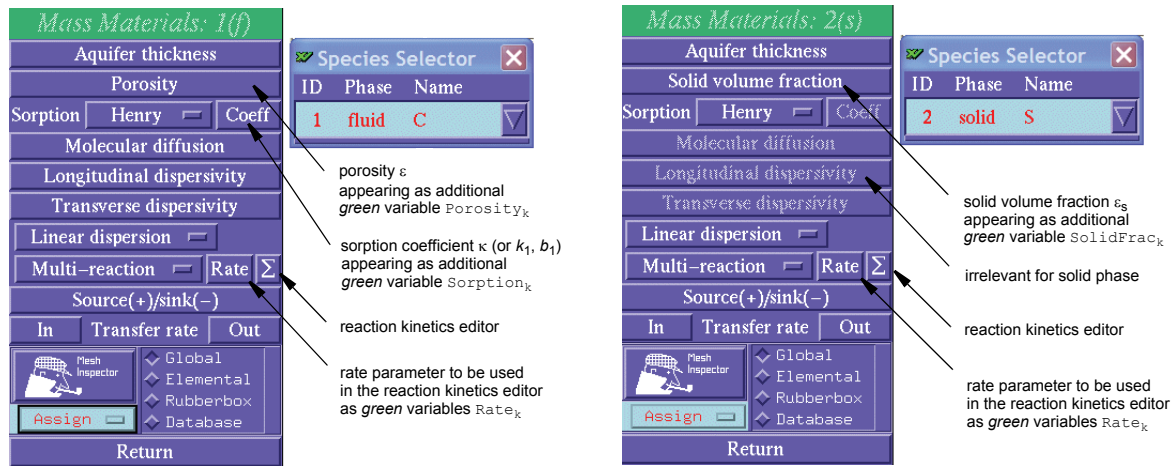 Mass Materials: 1(f)
Aquifer thickness
Porosity
Sorption Henry Coeff
Molecular diffusion
Longitudinal dispersivity
Transverse dispersivity
Linear dispersion
Multi-reaction Rate Σ
Source(+)/sink(-)
In Transfer rate Out
Mesh
Inspector
Assign
Global
Elemental
Rubberbox
Database
Return
Species Selector
ID Phase Name
1 fluid C
porosity ε
appearing as additional
green variable Porosityk
sorption coefficient κ (or k1, b1)
appearing as additional
green variable Sorptionk
reaction kinetics editor
rate parameter to be used
in the reaction kinetics editor
as green variables Ratek
Mass Materials: 2(s)
Aquifer thickness
Solid volume fraction
Sorption Henry Coeff
Molecular diffusion
Longitudinal dispersivity
Transverse dispersivity
Linear dispersion
Multi-reaction Rate Σ
Source(+)/sink(-)
In Transfer rate Out
Mesh
Inspector
Assign
Global
Elemental
Rubberbox
Database
Return
Species Selector
ID Phase Name
2 solid S
solid volume fraction εs
appearing as additional
green variable SolidFrack
irrelevant for solid phase
reaction kinetics editor
rate parameter to be used
in the reaction kinetics editor
as green variables Ratek